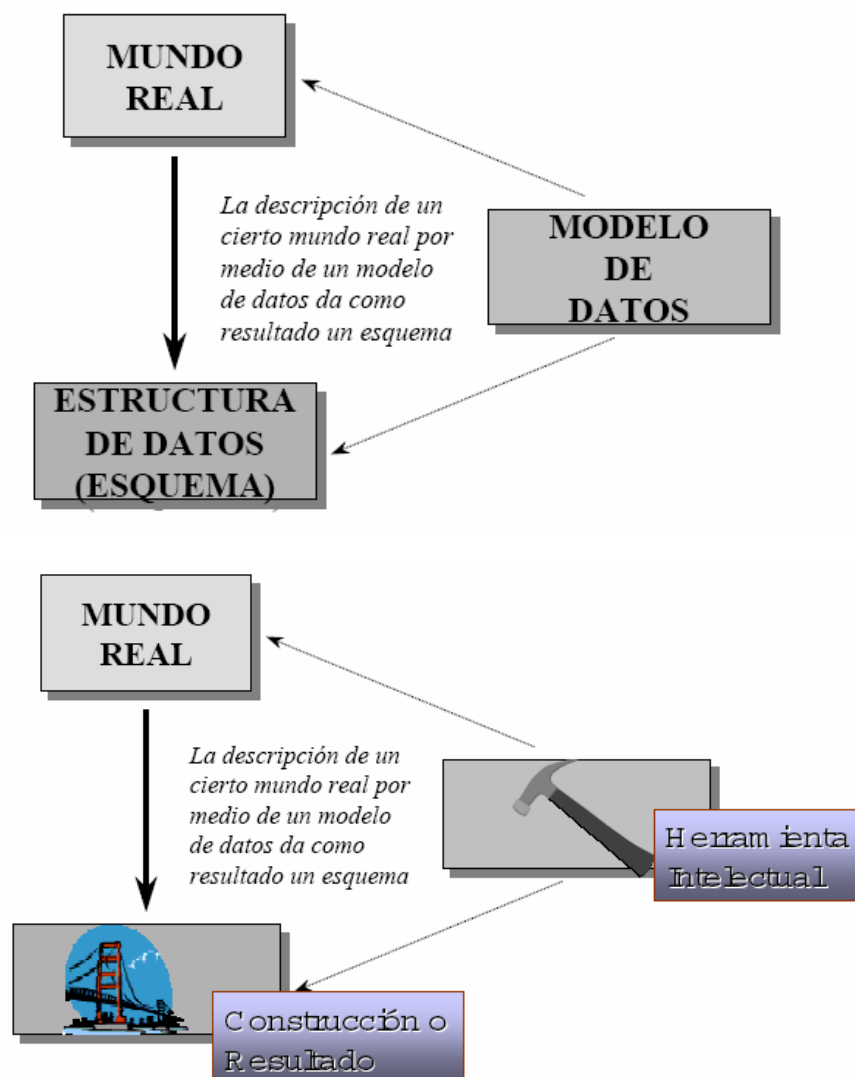 MUNDO
REAL
La descripción de un
cierto mundo real por
medio de un modelo
de datos da como
resultado un esquema
MODELO
DE
DATOS
ESTRUCTURA
DE DATOS
(ESQUEMA)
MUNDO
REAL
La descripción de un
cierto mundo real por
medio de un modelo
de datos da como
resultado un esquema
Herramienta
Intelectual
Construcción o
Resultado